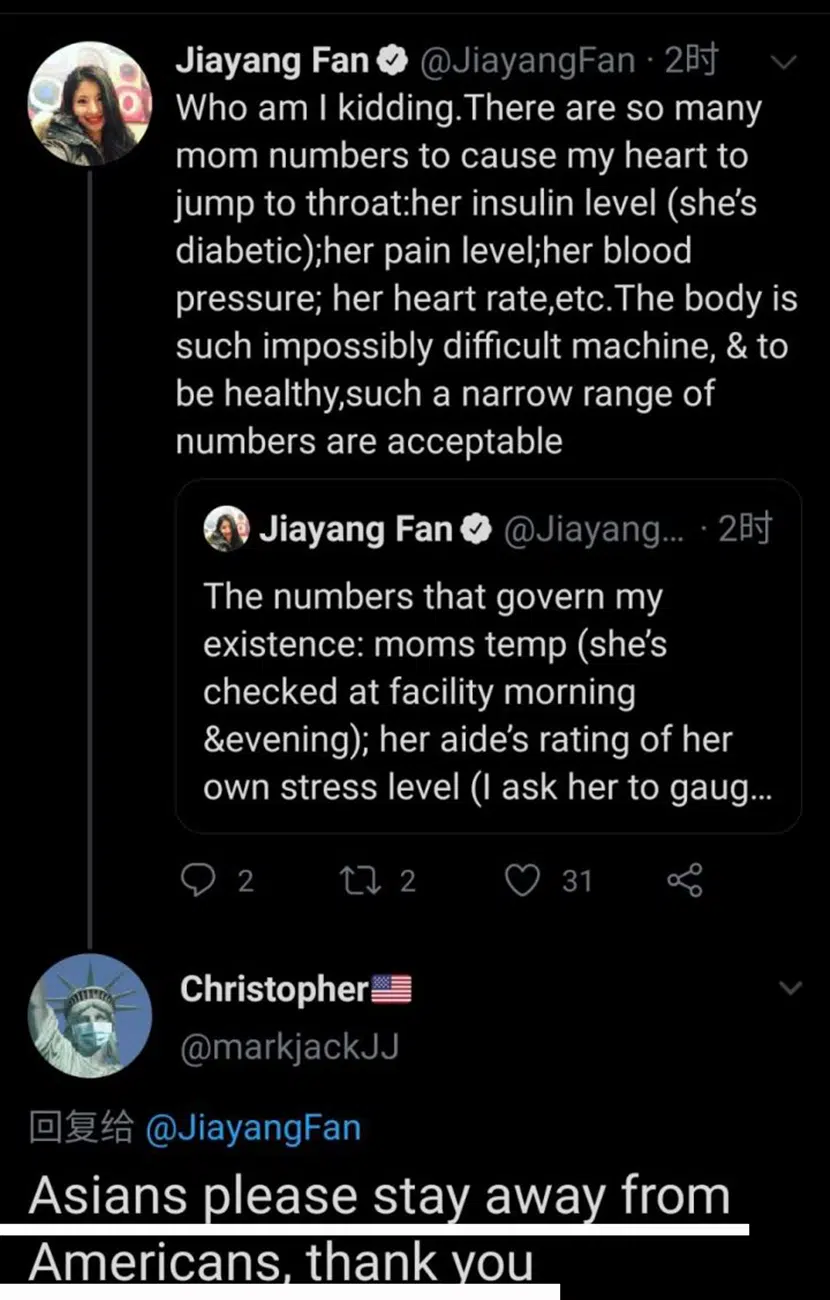 Jiayang Fan @JiayangFan · 2时
Who am I kidding.There are so many
mom numbers to cause my heart to
jump to throat:her insulin level (she's
diabetic);her pain level;her blood
pressure; her heart rate,etc.The body is
such impossibly difficult machine, & to
be healthy,such a narrow range of
numbers are acceptable
Jiayang Fan @Jiayang... · 2时
The numbers that govern my
existence: moms temp (she's
checked at facility morning
&evening); her aide's rating of her
own stress level (I ask her to gaug...
2 2 31
Christopher🇺🇸
@markjackJJ
回复给 @JiayangFan
Asians please stay away from
Americans, thank you